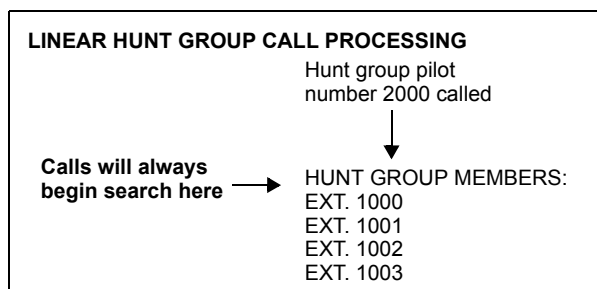 LINEAR HUNT GROUP CALL PROCESSING
Hunt group pilot
number 2000 called
Calls will always
begin search here
HUNT GROUP MEMBERS:
EXT. 1000
EXT. 1001
EXT. 1002
EXT. 1003